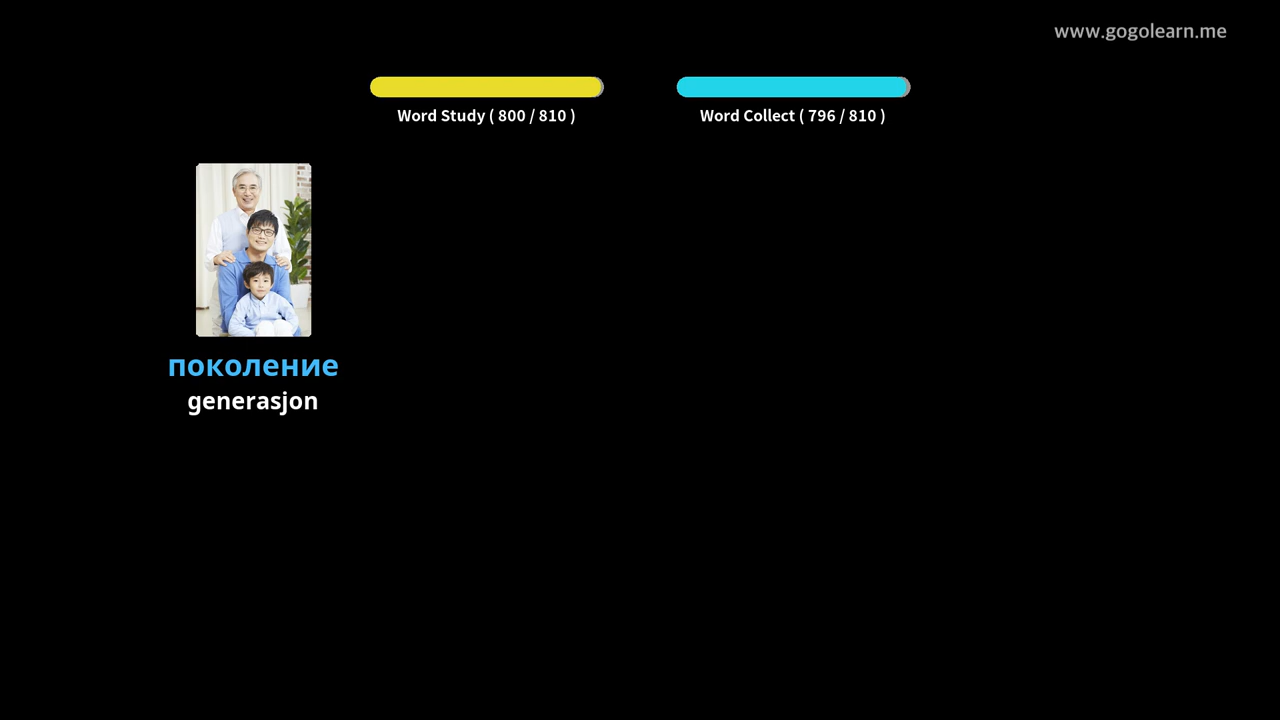 www.gogolearn.me
Word Study ( 800 / 810 )
Word Collect ( 796 / 810 )
поколение
generasjon